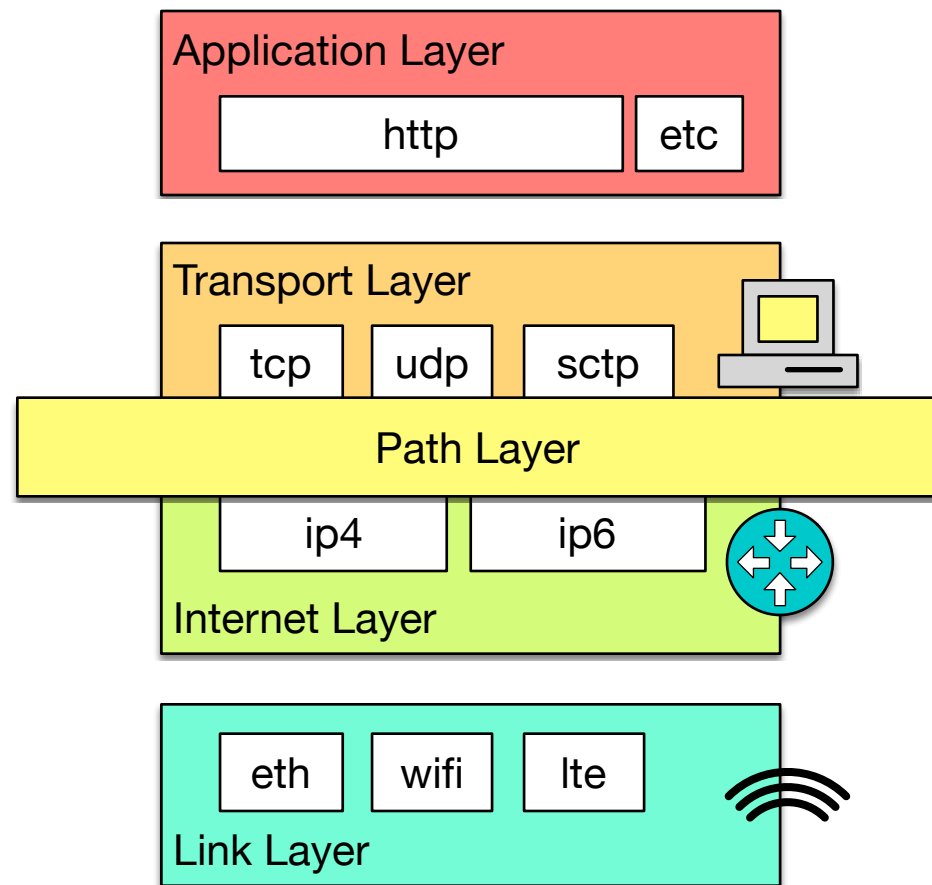 Application Layer
http etc
Transport Layer
tcp udp sctp
Path Layer
ip4 ip6
Internet Layer
eth wifi lte
Link Layer